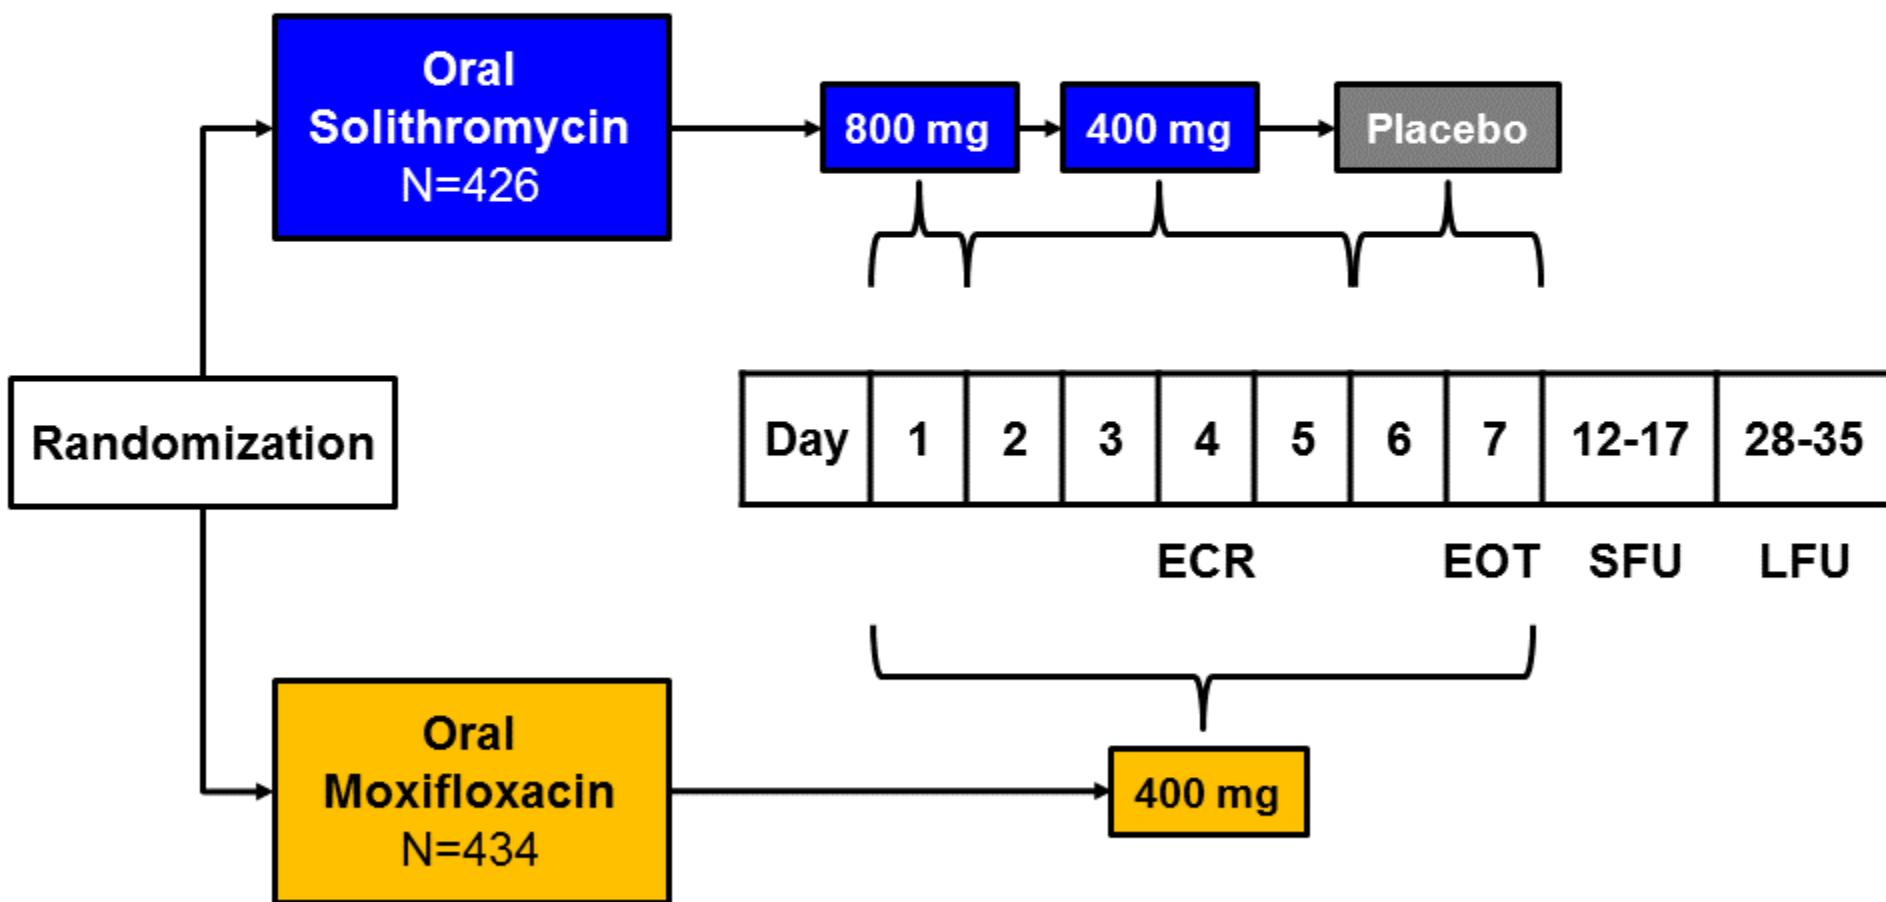 Oral
Solithromycin
N=426
800 mg
400 mg
Placebo
Randomization
Day 1 2 3 4 5 6 7 12-17 28-35
ECR EOT SFU LFU
Oral
Moxifloxacin
N=434
400 mg